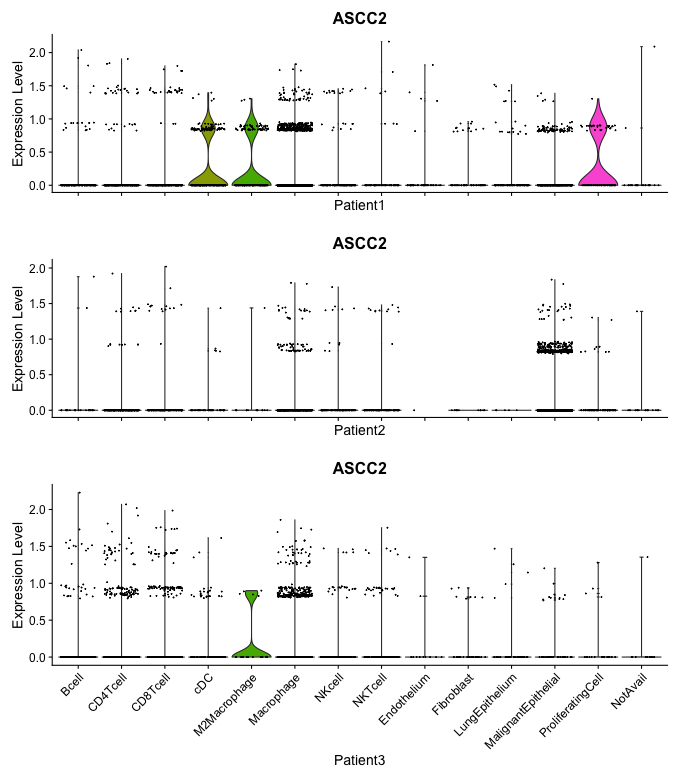 ASCC2
Expression Level
2.0
1.5
1.0
0.5
0.0
Patient1
ASCC2
Expression Level
2.0
1.5
1.0
0.5
0.0
Patient2
ASCC2
Expression Level
2.0
1.5
1.0
0.5
0.0
Bcell
CD4Tcell
CD8Tcell
cDC
M2Macrophage
Macrophage
NKcell
NKTcell
Endothelium
Fibroblast
LungEpithelium
MalignantEpithelial
ProliferatingCell
NotAvail
Patient3